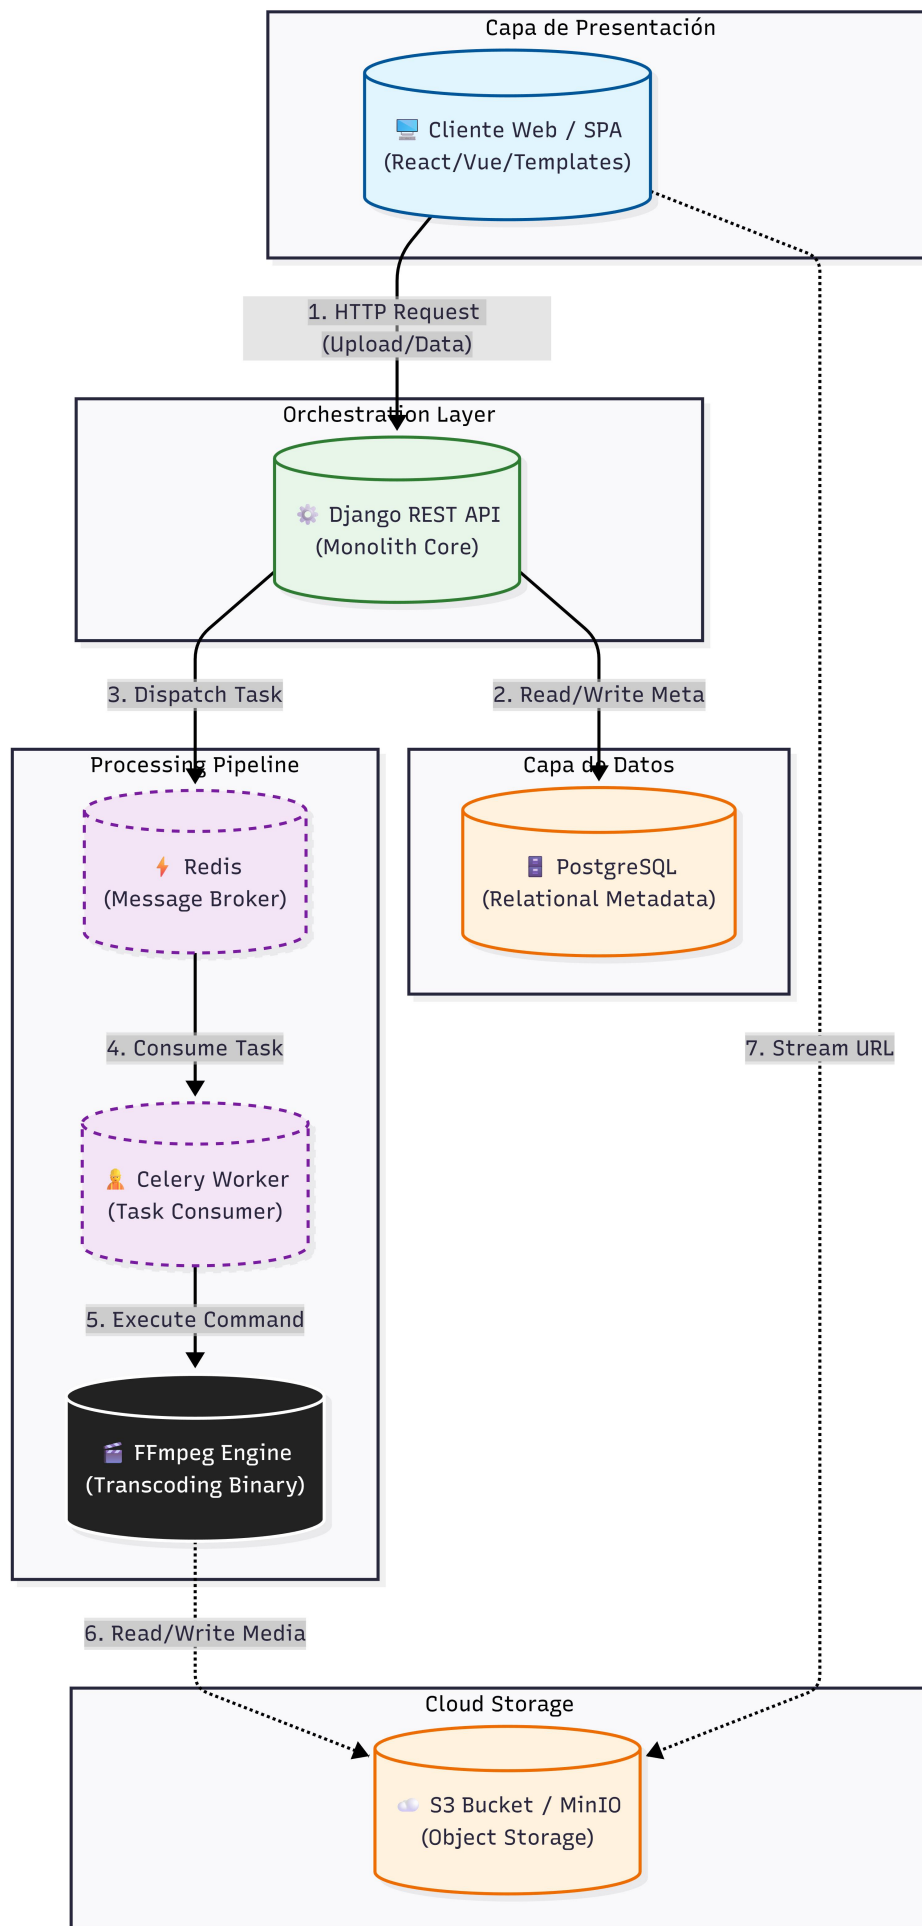 Capa de Presentación
Cliente Web / SPA
(React/Vue/Templates)
1. HTTP Request
(Upload/Data)
Orchestration Layer
Django REST API
(Monolith Core)
3. Dispatch Task
2. Read/Write Meta
Processing Pipeline
Capa de Datos
Redis
(Message Broker)
PostgreSQL
(Relational Metadata)
4. Consume Task
7. Stream URL
Celery Worker
(Task Consumer)
5. Execute Command
FFmpeg Engine
(Transcoding Binary)
6. Read/Write Media
Cloud Storage
S3 Bucket / MinIO
(Object Storage)